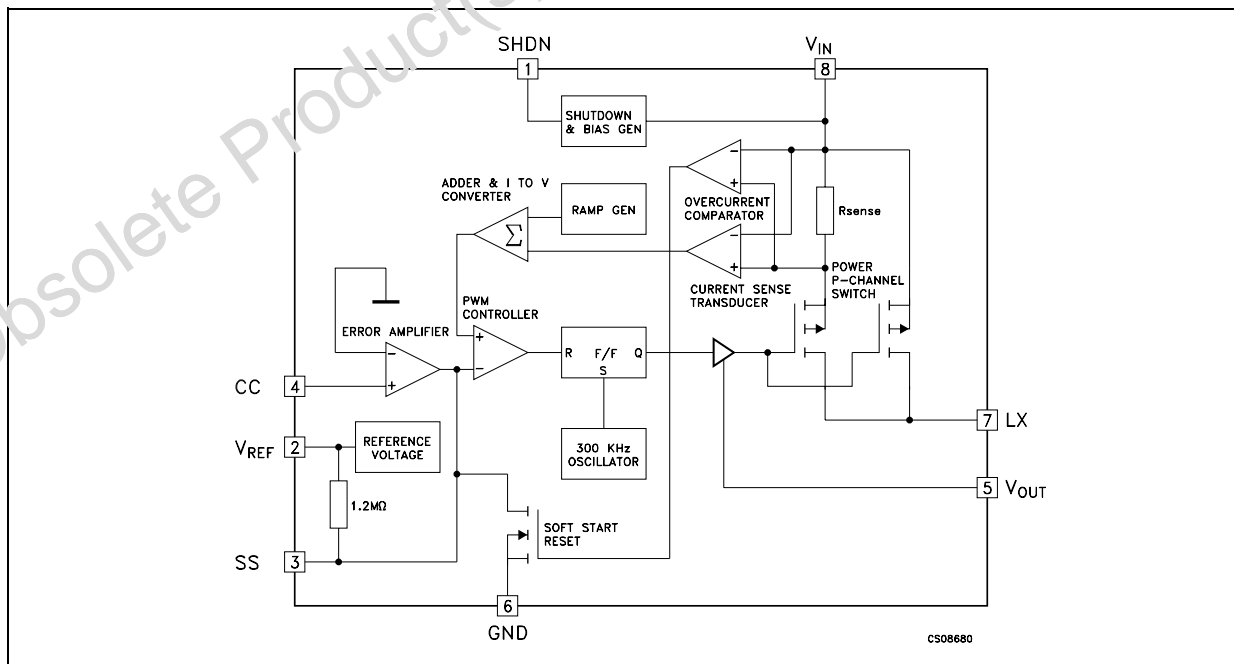 Obsolete Product(s)
SHDN
V_IN
1
8
SHUTDOWN
& BIAS GEN
ADDER & I TO V
CONVERTER
RAMP GEN
Σ
-
+
OVERCURRENT
COMPARATOR
Rsense
-
+
CURRENT SENSE
TRANSDUCER
POWER
P-CHANNEL
SWITCH
PWM
CONTROLLER
ERROR AMPLIFIER
+
-
-
+
R F/F Q
S
CC
4
V_REF
2
REFERENCE
VOLTAGE
300 KHz
OSCILLATOR
7
LX
5
V_OUT
1.2MΩ
SOFT START
RESET
SS
3
6
GND
CS08680